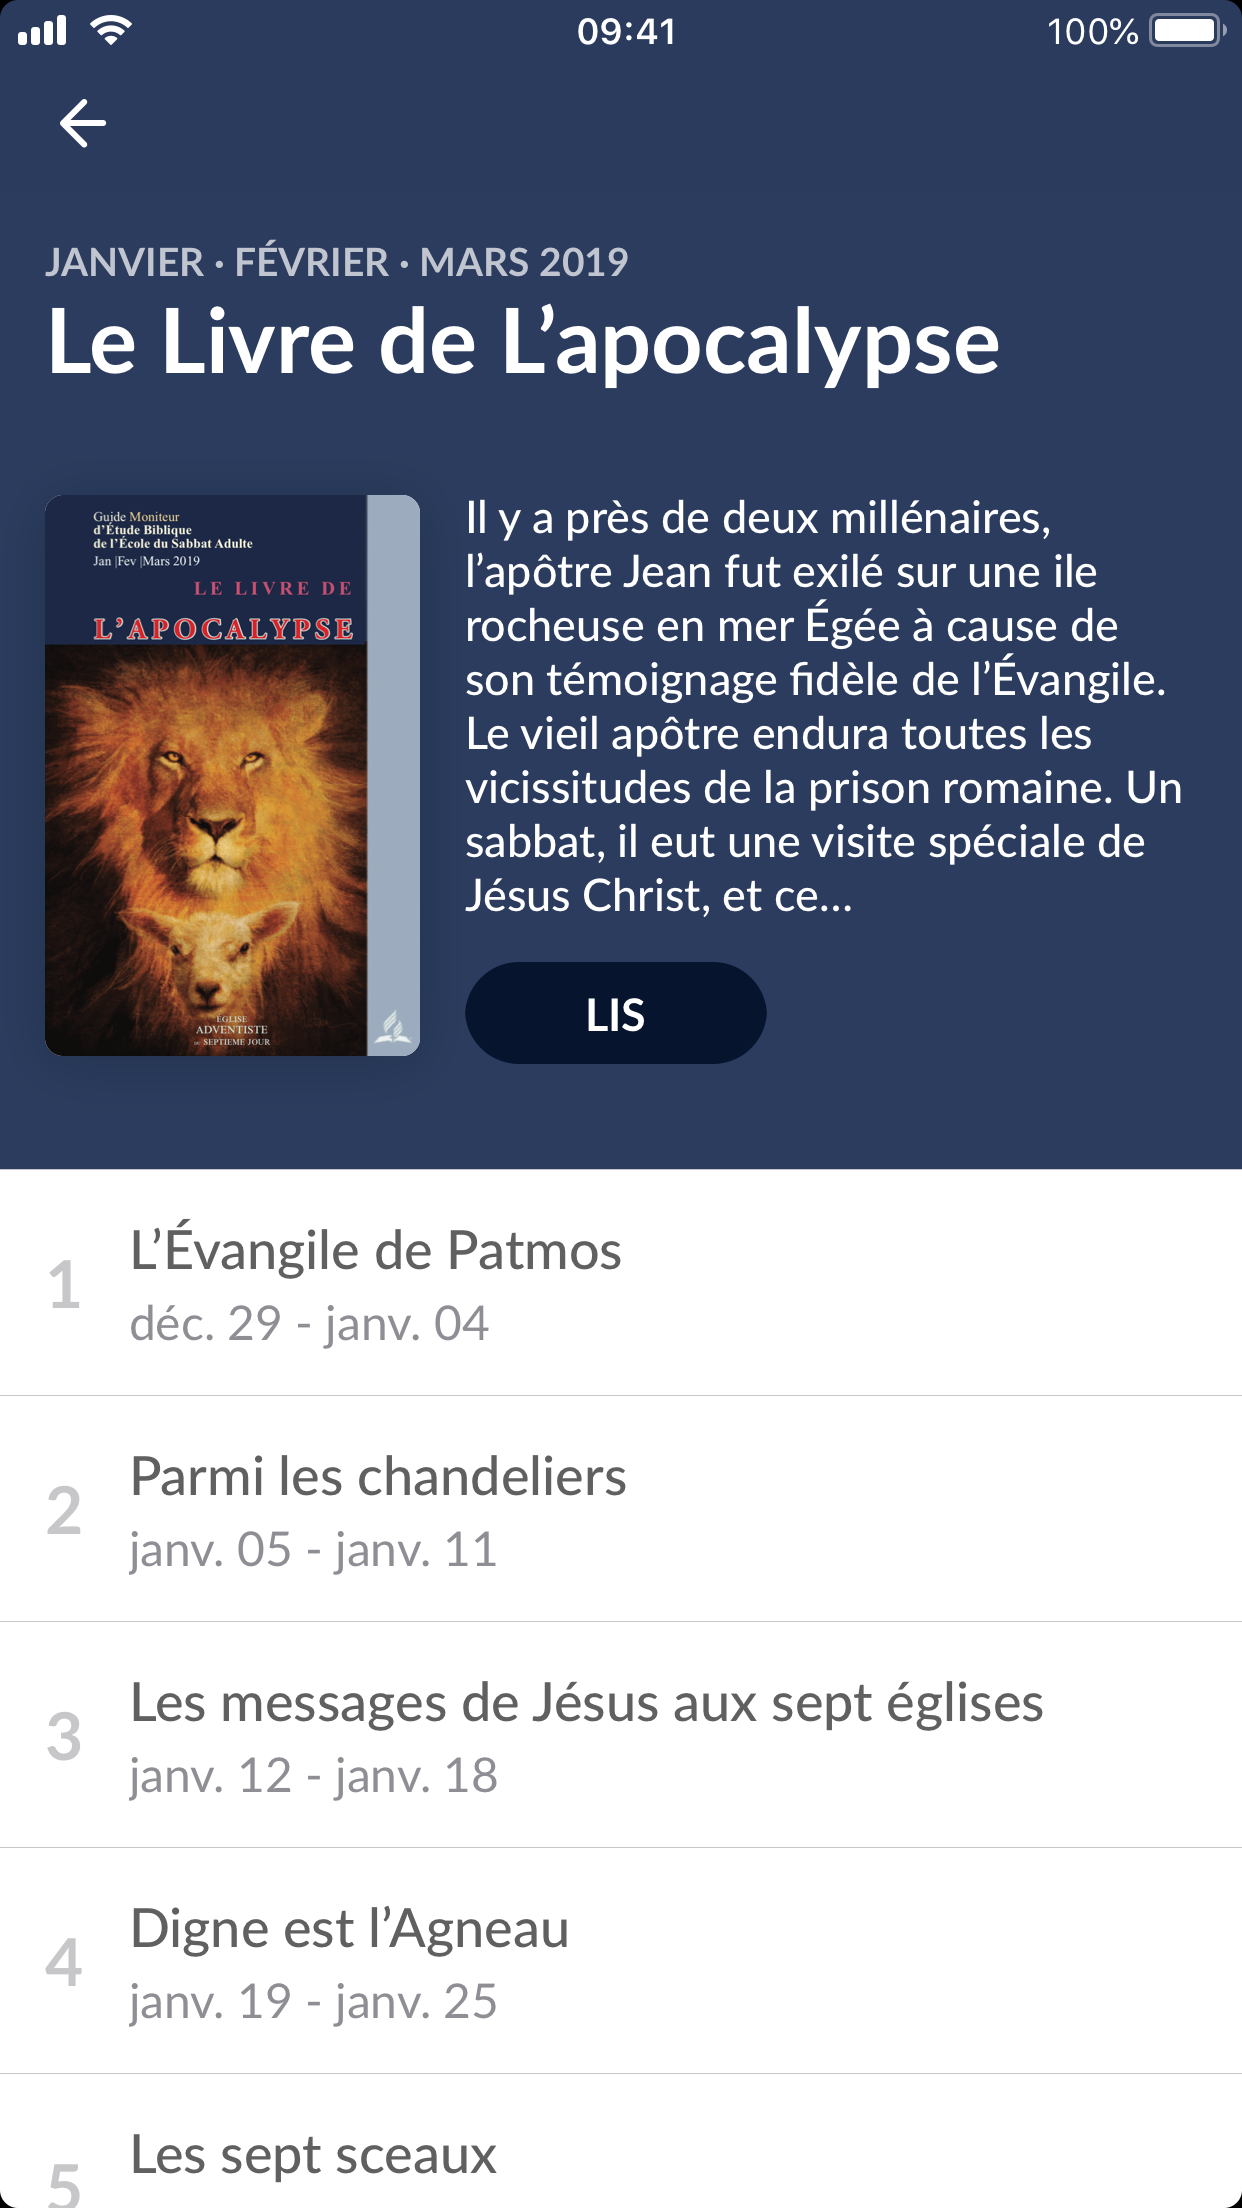 09:41
100%
JANVIER · FÉVRIER · MARS 2019
Le Livre de L’apocalypse
Guide Moniteur
d’Étude Biblique
de l’École du Sabbat Adulte
Jan |Fev |Mars 2019
LE LIVRE DE
L’APOCALYPSE
EGLISE
ADVENTISTE
DU SEPTIEME JOUR
Il y a près de deux millénaires,
l’apôtre Jean fut exilé sur une ile
rocheuse en mer Égée à cause de
son témoignage fidèle de l’Évangile.
Le vieil apôtre endura toutes les
vicissitudes de la prison romaine. Un
sabbat, il eut une visite spéciale de
Jésus Christ, et ce...
LIS
1
L’Évangile de Patmos
déc. 29 - janv. 04
2
Parmi les chandeliers
janv. 05 - janv. 11
3
Les messages de Jésus aux sept églises
janv. 12 - janv. 18
4
Digne est l’Agneau
janv. 19 - janv. 25
5
Les sept sceaux